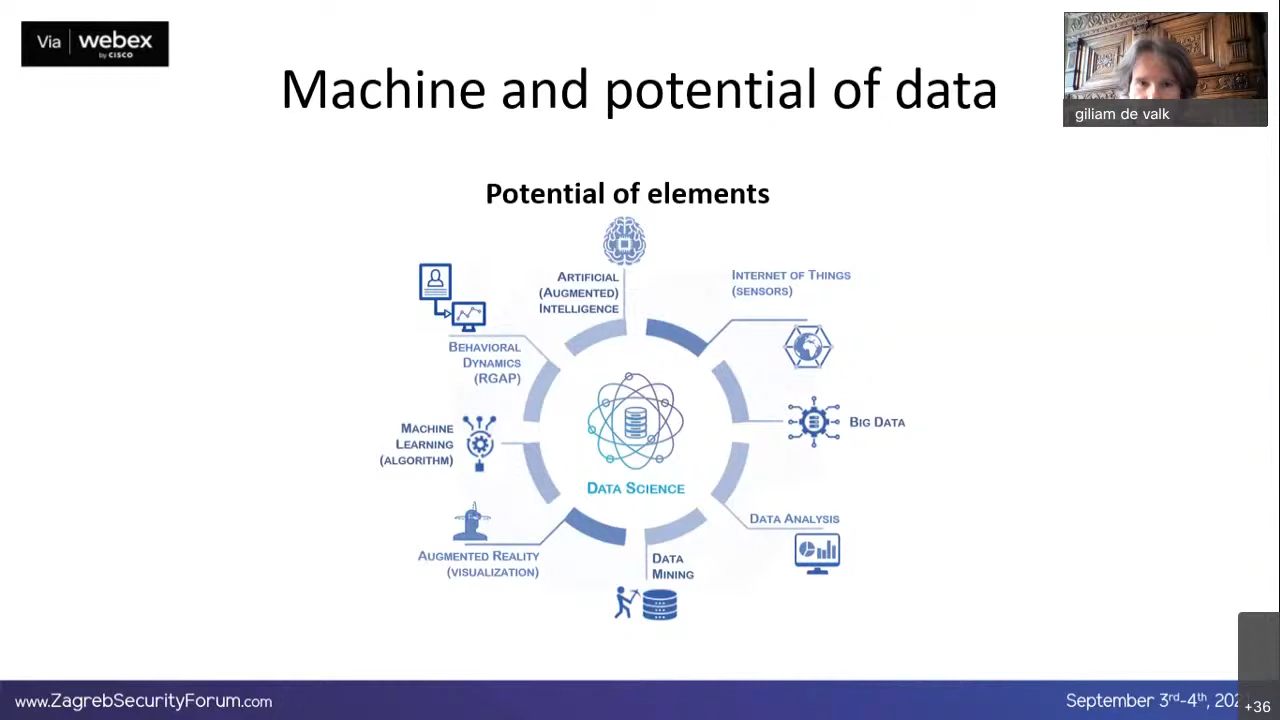 Via webex
by CISCO
Machine and potential of data
giliam de valk
Potential of elements
ARTIFICIAL
(AUGMENTED)
INTELLIGENCE
INTERNET OF THINGS
(SENSORS)
BEHAVIORAL
DYNAMICS
(RGAP)
MACHINE
LEARNING
(ALGORITHM)
BIG DATA
DATA SCIENCE
DATA ANALYSIS
AUGMENTED REALITY
(VISUALIZATION)
DATA
MINING
www.ZagrebSecurityForum.com
September 3rd-4th, 202
+36